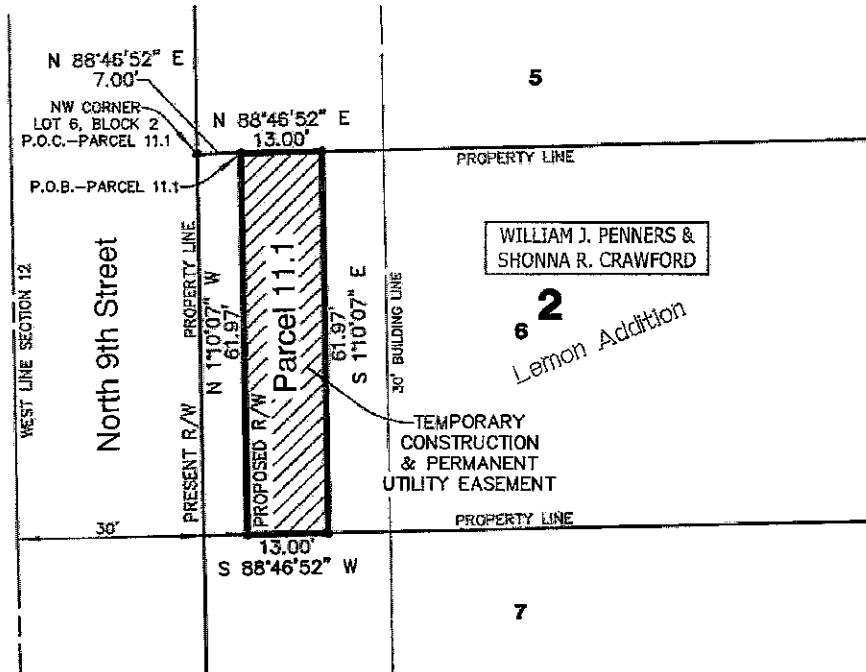 N 88°46'52" E
7.00'
NW CORNER
LOT 6, BLOCK 2
P.O.C.-PARCEL 11.1
P.O.B.-PARCEL 11.1
N 88°46'52" E
13.00'
5
PROPERTY LINE
WEST LINE SECTION 12
North 9th Street
PRESENT R/W
PROPERTY LINE
N 1°10'07" W
61.97'
PROPOSED R/W
Parcel 11.1
61.97'
S 1°10'07" E
30' BUILDING LINE
WILLIAM J. PENNERS &
SHONNA R. CRAWFORD
6 2
Lemon Addition
TEMPORARY
CONSTRUCTION
& PERMANENT
UTILITY EASEMENT
30'
PROPERTY LINE
13.00'
S 88°46'52" W
7